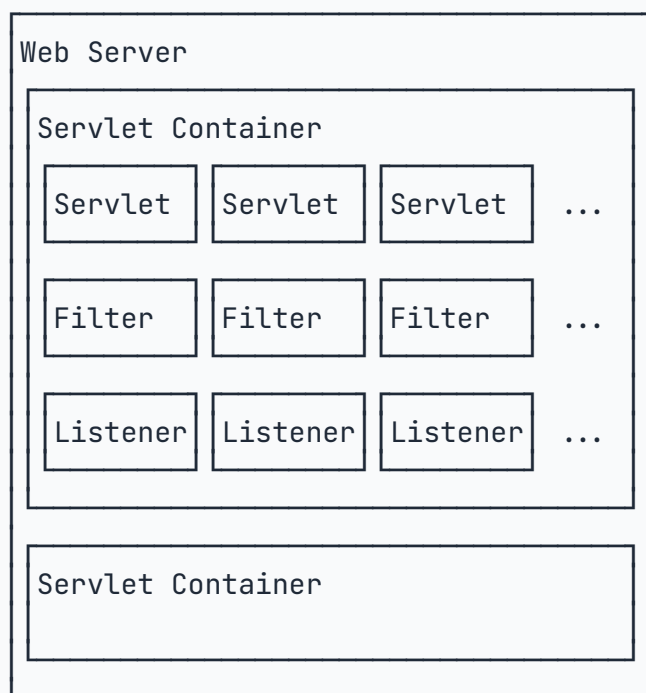 Web Server
Servlet Container
Servlet Servlet Servlet ...
Filter Filter Filter ...
Listener Listener Listener ...
Servlet Container